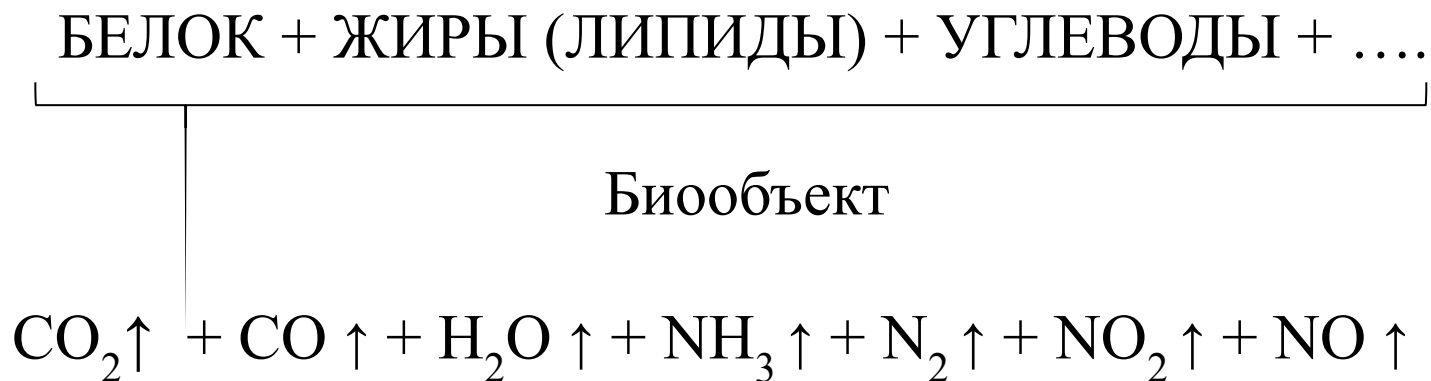 БЕЛОК + ЖИРЫ (ЛИПИДЫ) + УГЛЕВОДЫ + ….
Биообъект
CO₂↑ + CO ↑ + H₂O ↑ + NH₃ ↑ + N₂ ↑ + NO₂ ↑ + NO ↑